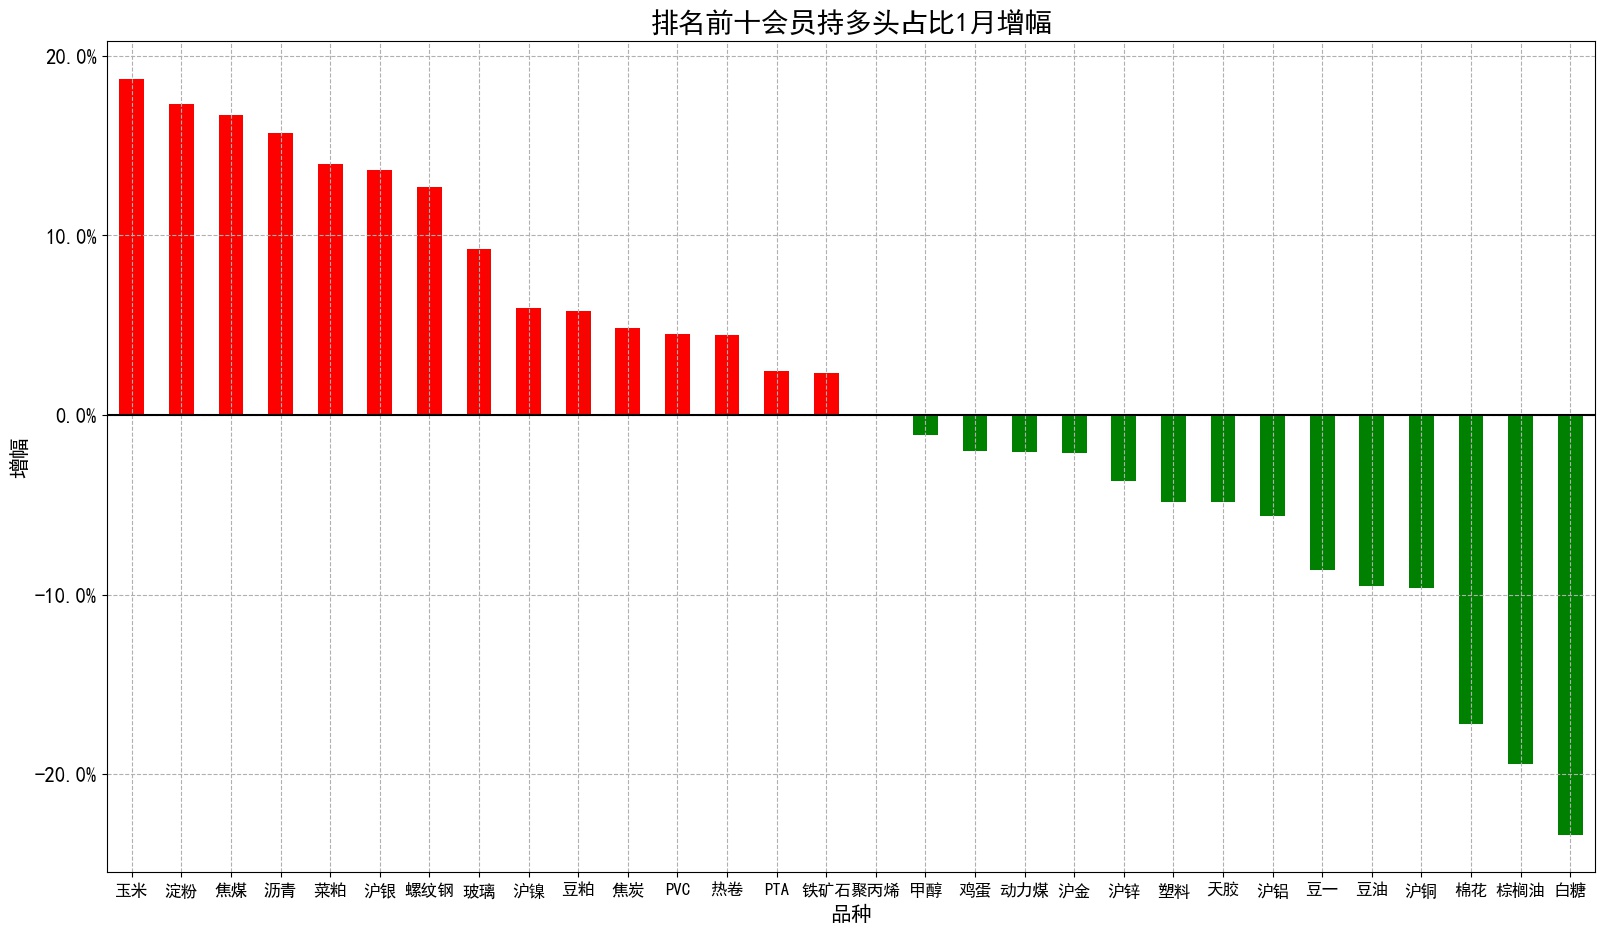 排名前十会员持多头占比1月增幅
20.0%
10.0%
0.0%
-10.0%
-20.0%
增幅
玉米 淀粉 焦煤 沥青 菜粕 沪银 螺纹钢 玻璃 沪镍 豆粕 焦炭 PVC 热卷 PTA 铁矿石 聚丙烯 甲醇 鸡蛋 动力煤 沪金 沪锌 塑料 天胶 沪铝 豆一 豆油 沪铜 棉花 棕榈油 白糖
品种